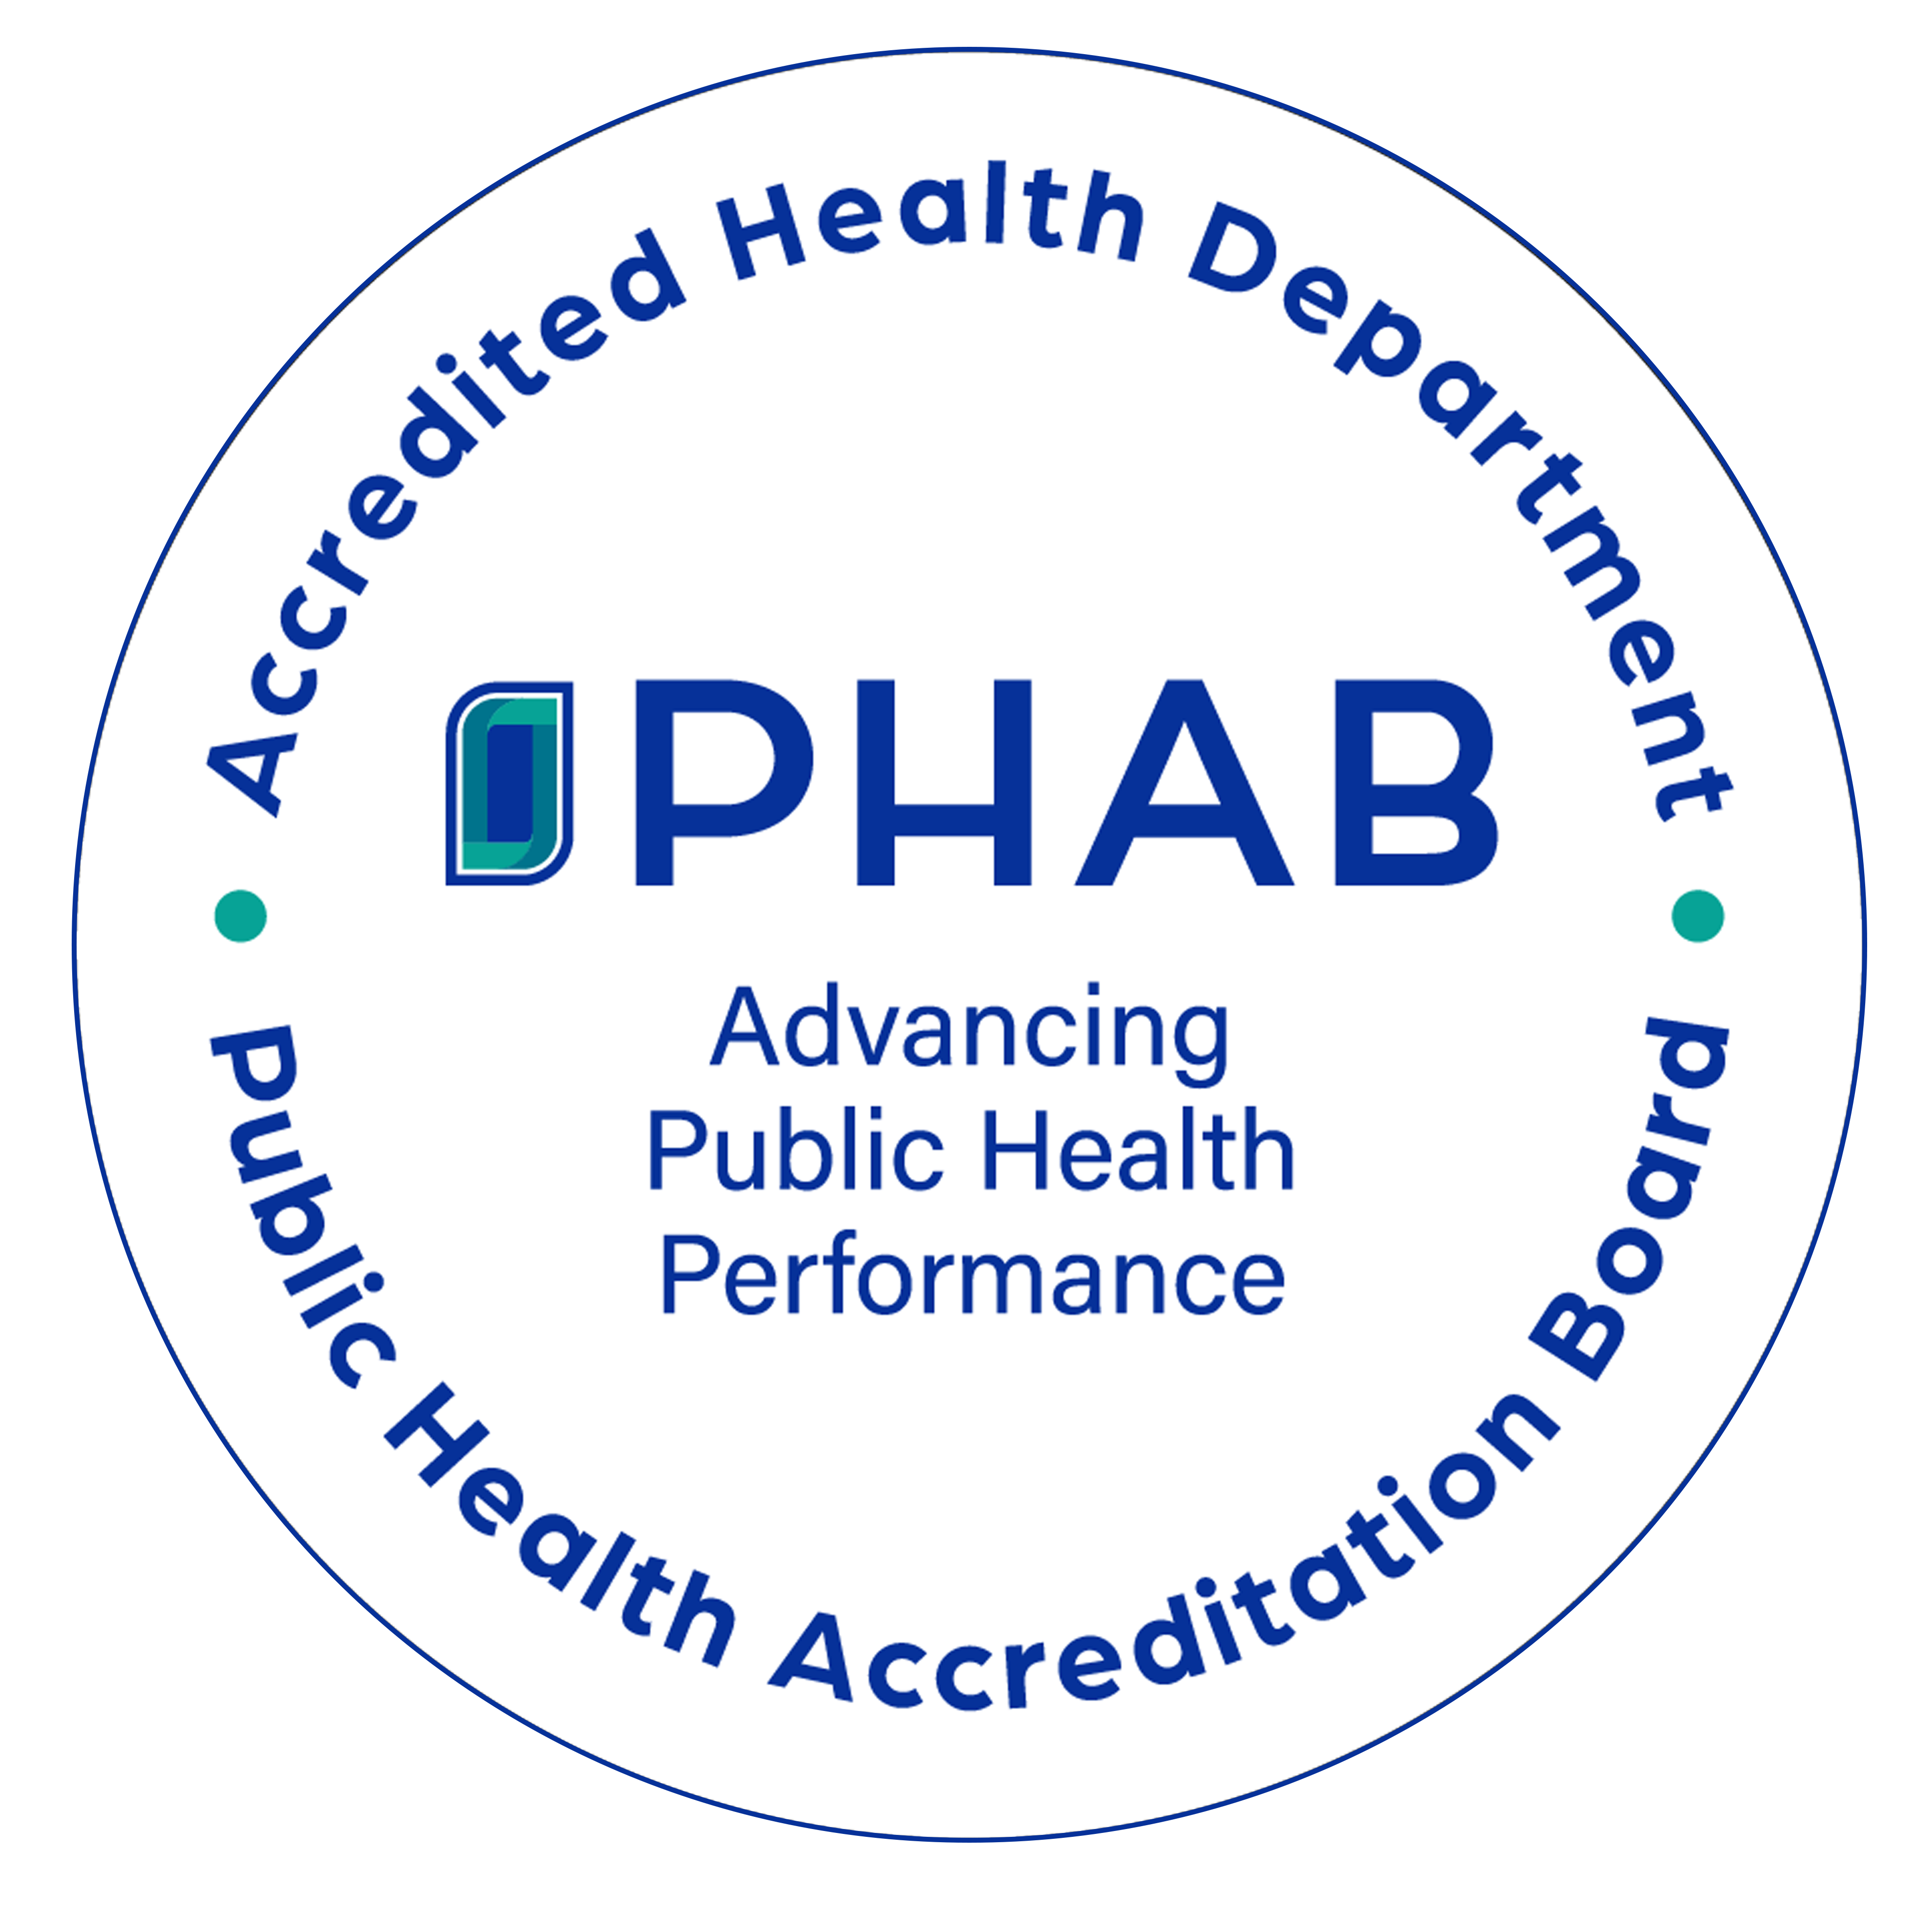 Accredited Health Department
PHAB
Advancing
Public Health
Performance
Public Health Accreditation Board